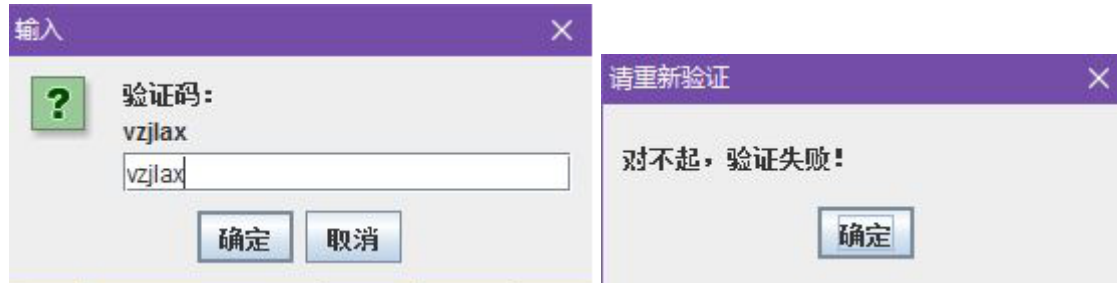 输入
?
验证码:
vzjlax
vzjlax
确定 取消
请重新验证
对不起，验证失败!
确定